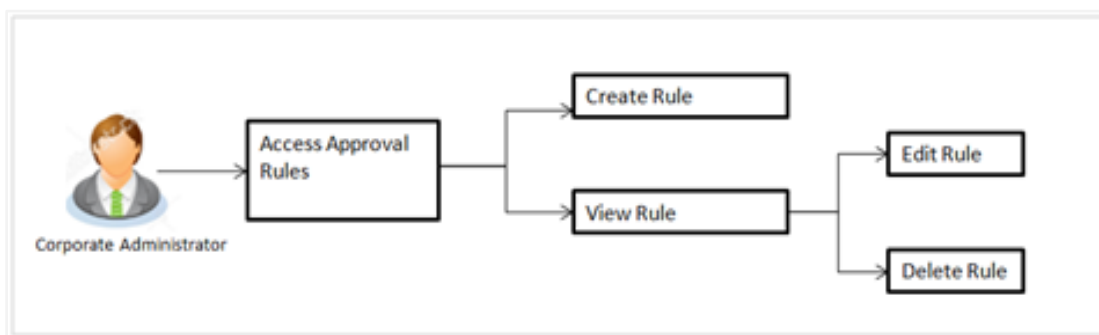 Create Rule
Access Approval
Rules
Edit Rule
View Rule
Corporate Administrator
Delete Rule